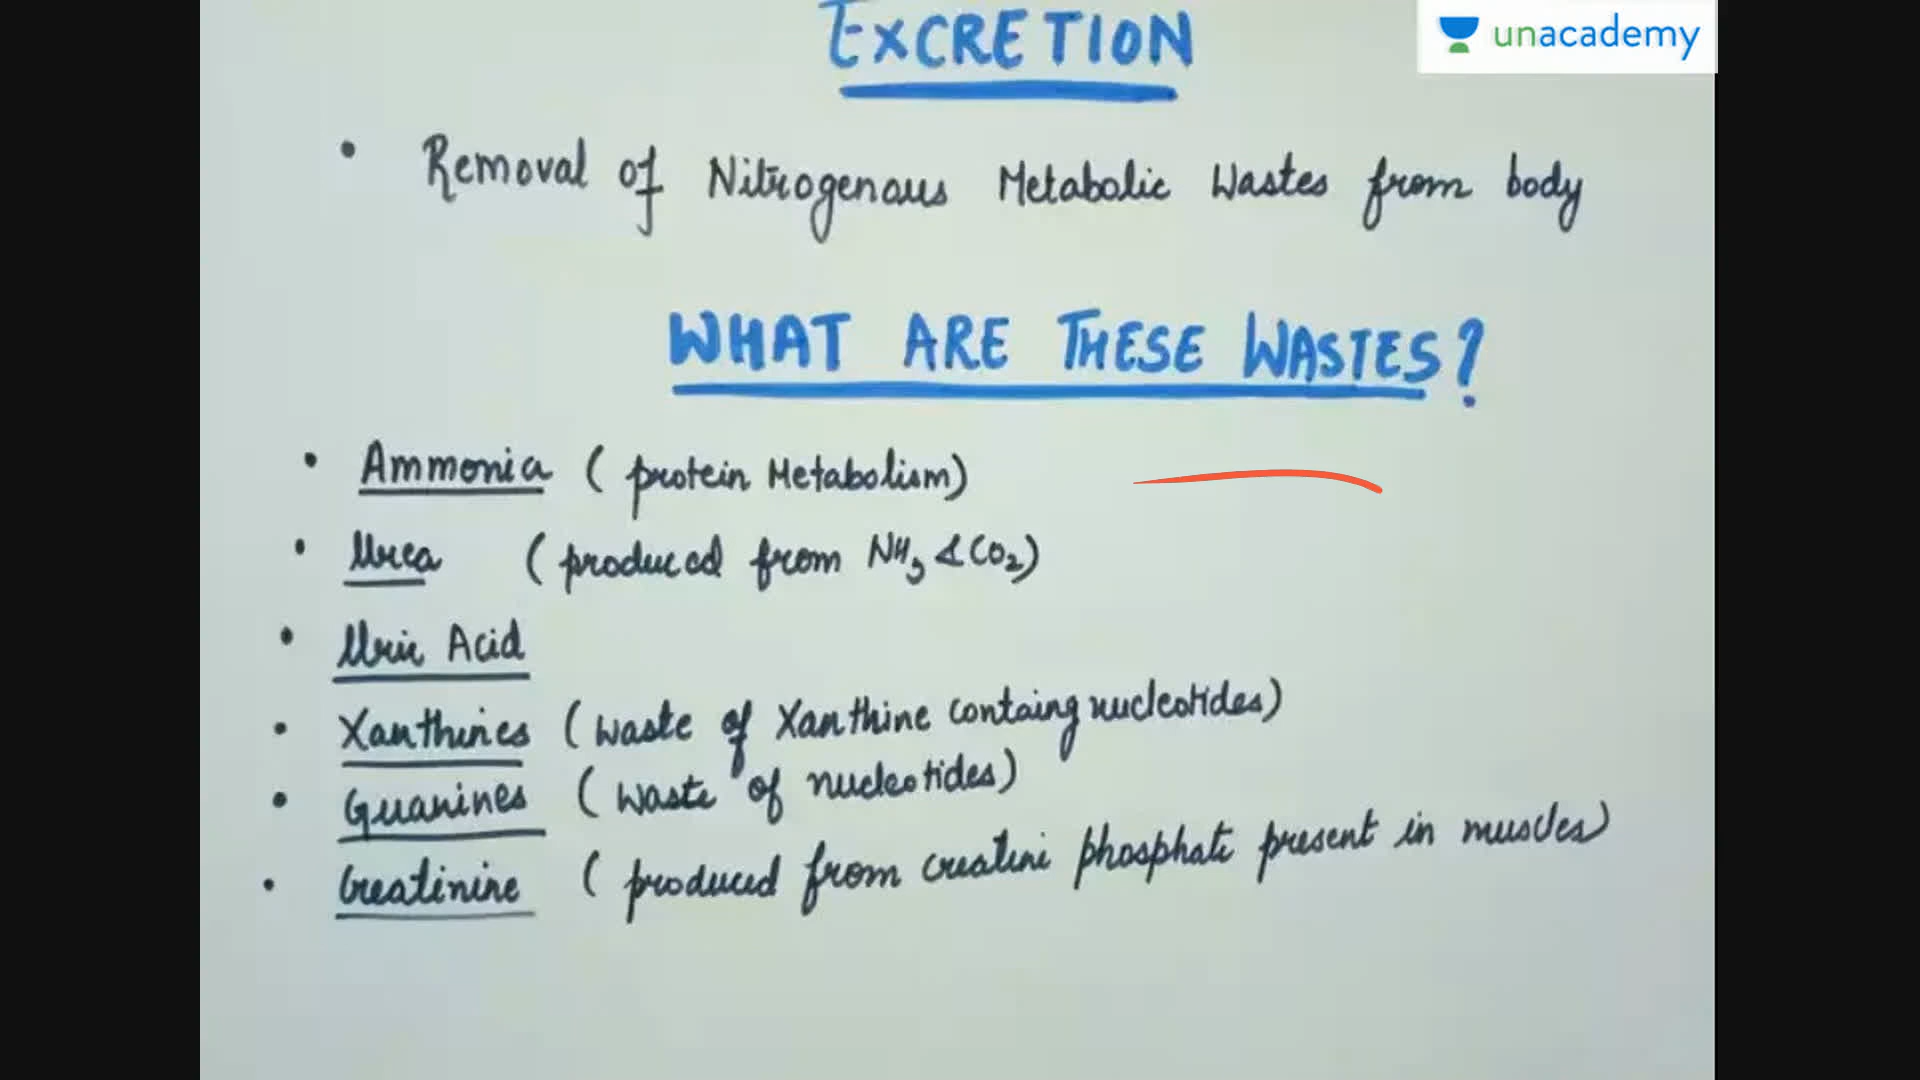 EXCRETION
unacademy
• Removal of Nitrogenous Metabolic Wastes from body
WHAT ARE THESE WASTES?
• Ammonia ( protein Metabolism)
• Urea ( produced from NH3 & CO2)
• Uric Acid
• Xanthines ( waste of Xanthine containg nucleotides)
• Guanines ( waste of nucleotides)
• Creatinine ( produced from creatini phosphate present in muscles)